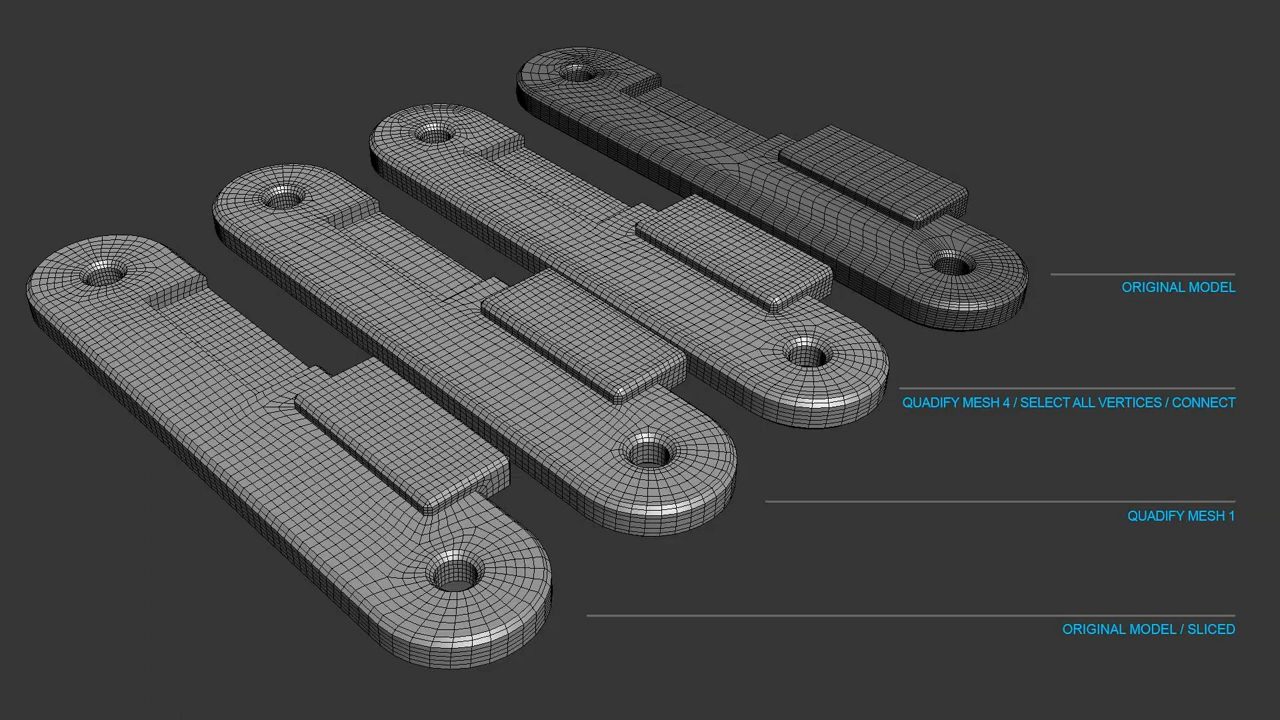 ORIGINAL MODEL
QUADIFY MESH 4 / SELECT ALL VERTICES / CONNECT
QUADIFY MESH 1
ORIGINAL MODEL / SLICED